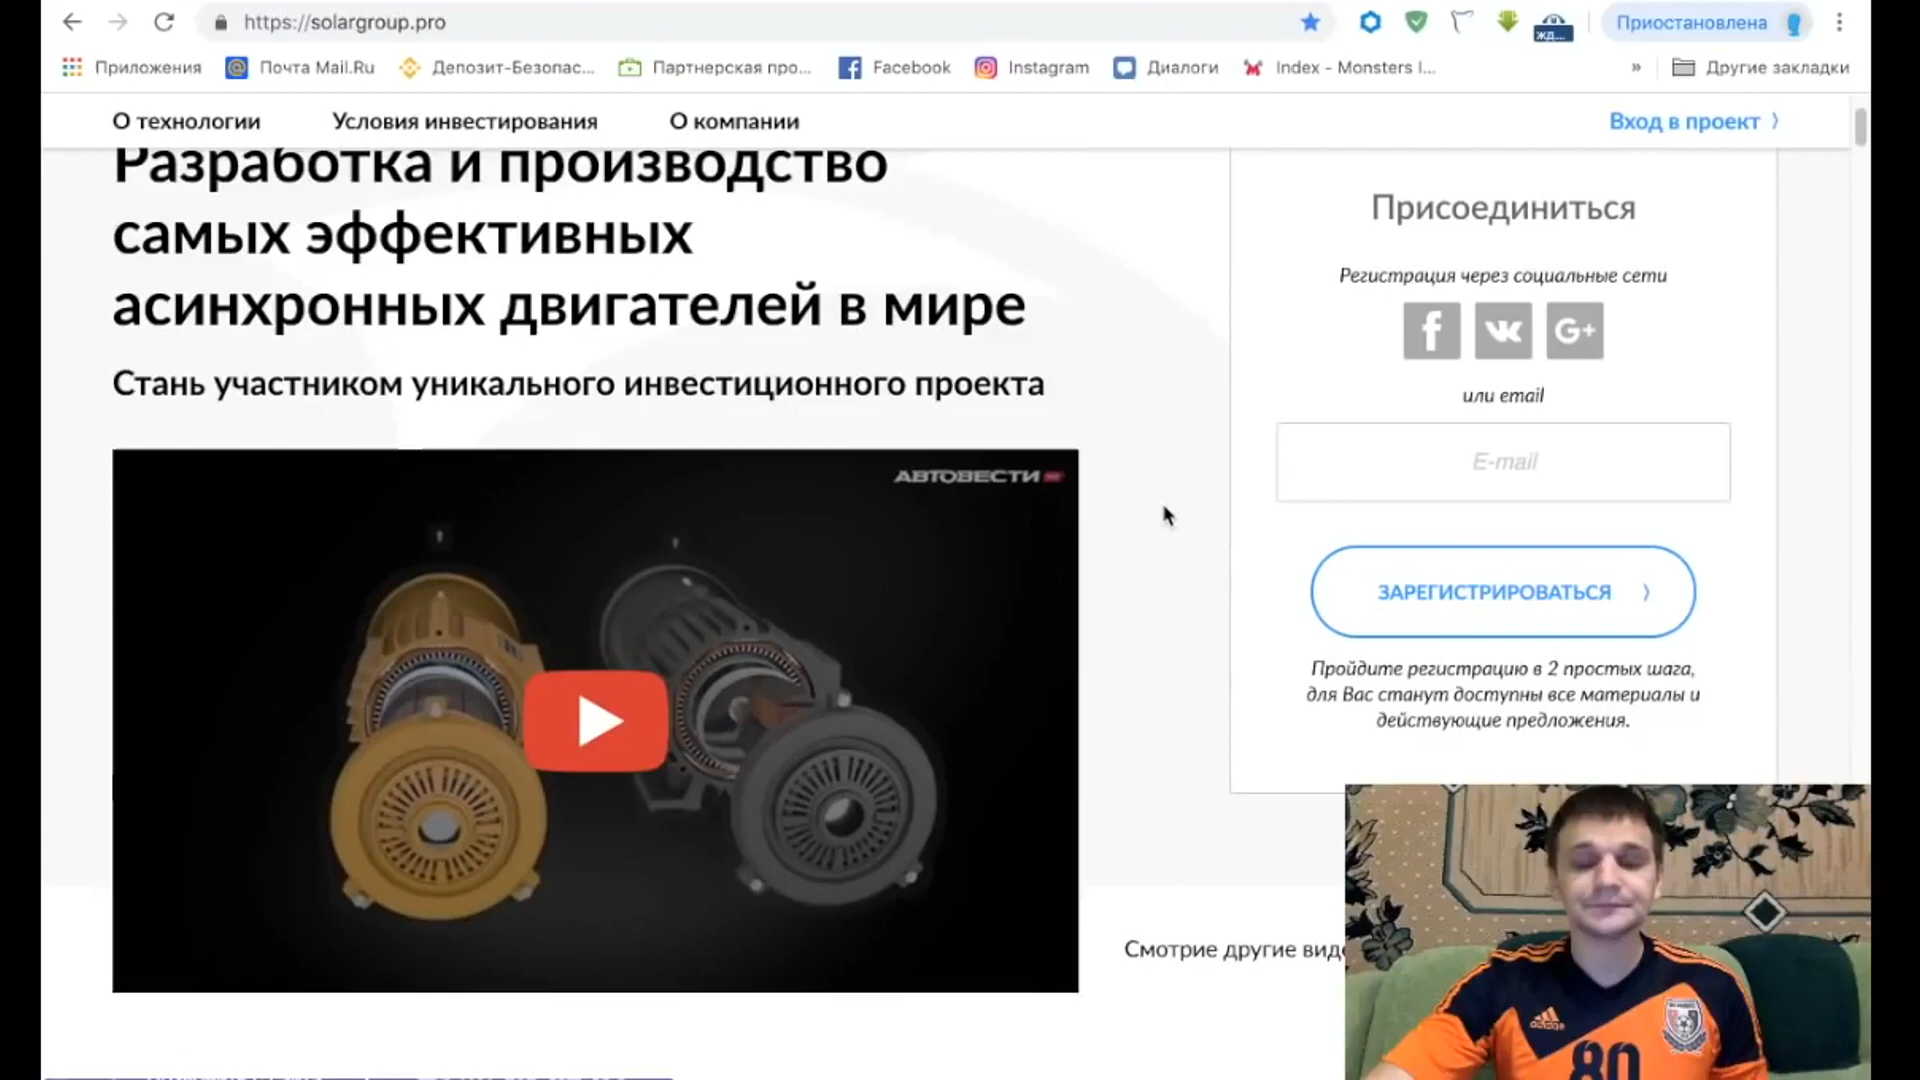 https://solargroup.pro
Приостановлена
жд...
Приложения
Почта Mail.Ru
Депозит-Безопас...
Партнерская про...
Facebook
Instagram
Диалоги
Index - Monsters I...
»
Другие закладки
О технологии
Условия инвестирования
О компании
Вход в проект
Разработка и производство
самых эффективных
асинхронных двигателей в мире
Стань участником уникального инвестиционного проекта
АВТОВЕСТИ
Присоединиться
Регистрация через социальные сети
f
G+
или email
E-mail
ЗАРЕГИСТРИРОВАТЬСЯ
Пройдите регистрацию в 2 простых шага,
для Вас станут доступны все материалы и
действующие предложения.
Смотрие другие вид
adidas
80